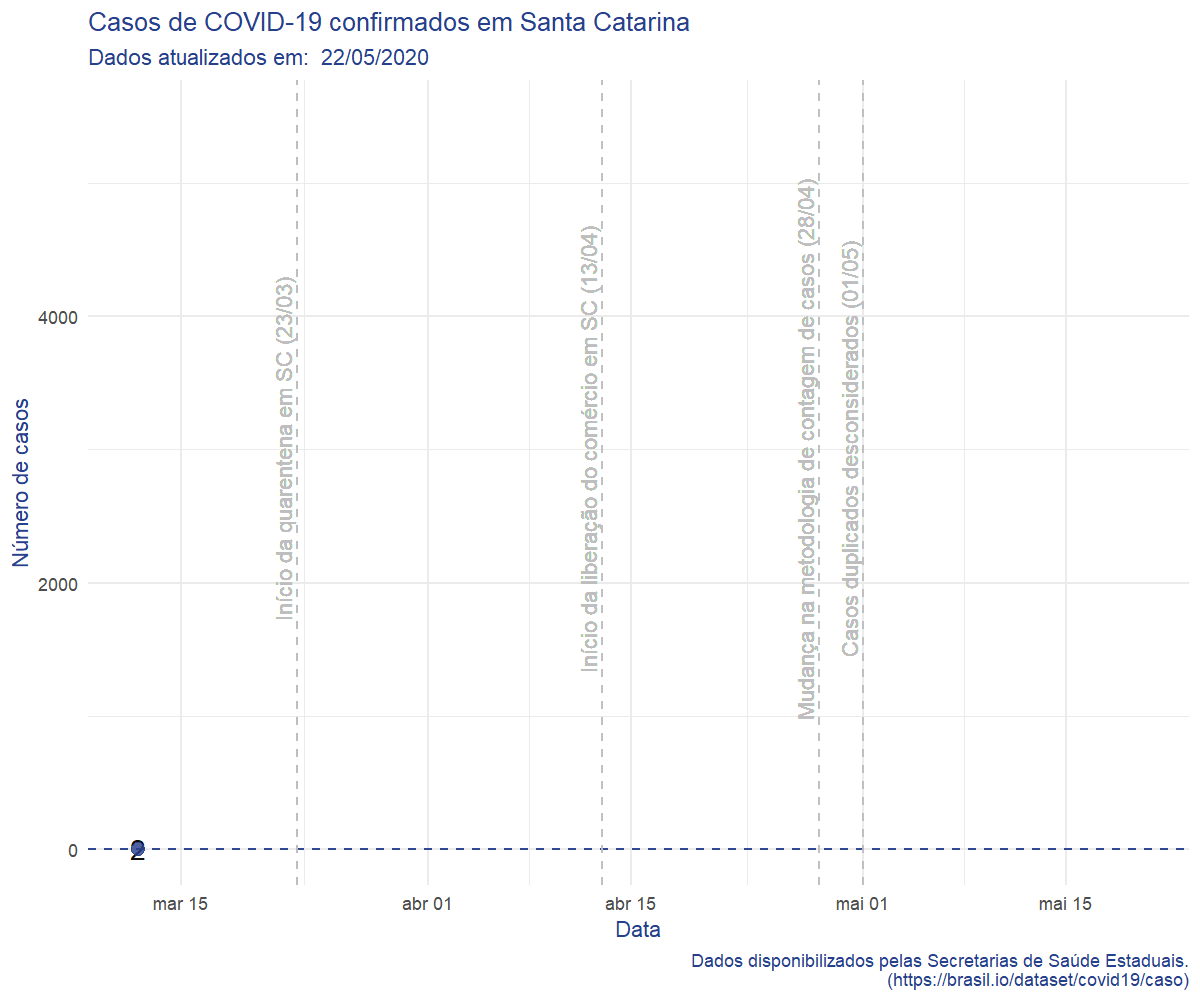 Casos de COVID-19 confirmados em Santa Catarina
Dados atualizados em:  22/05/2020
Número de casos
4000
2000
0
Início da quarentena em SC (23/03)
Início da liberação do comércio em SC (13/04)
Mudança na metodologia de contagem de casos (28/04)
Casos duplicados desconsiderados (01/05)
2
mar 15
abr 01
abr 15
mai 01
mai 15
Data
Dados disponibilizados pelas Secretarias de Saúde Estaduais.
(https://brasil.io/dataset/covid19/caso)